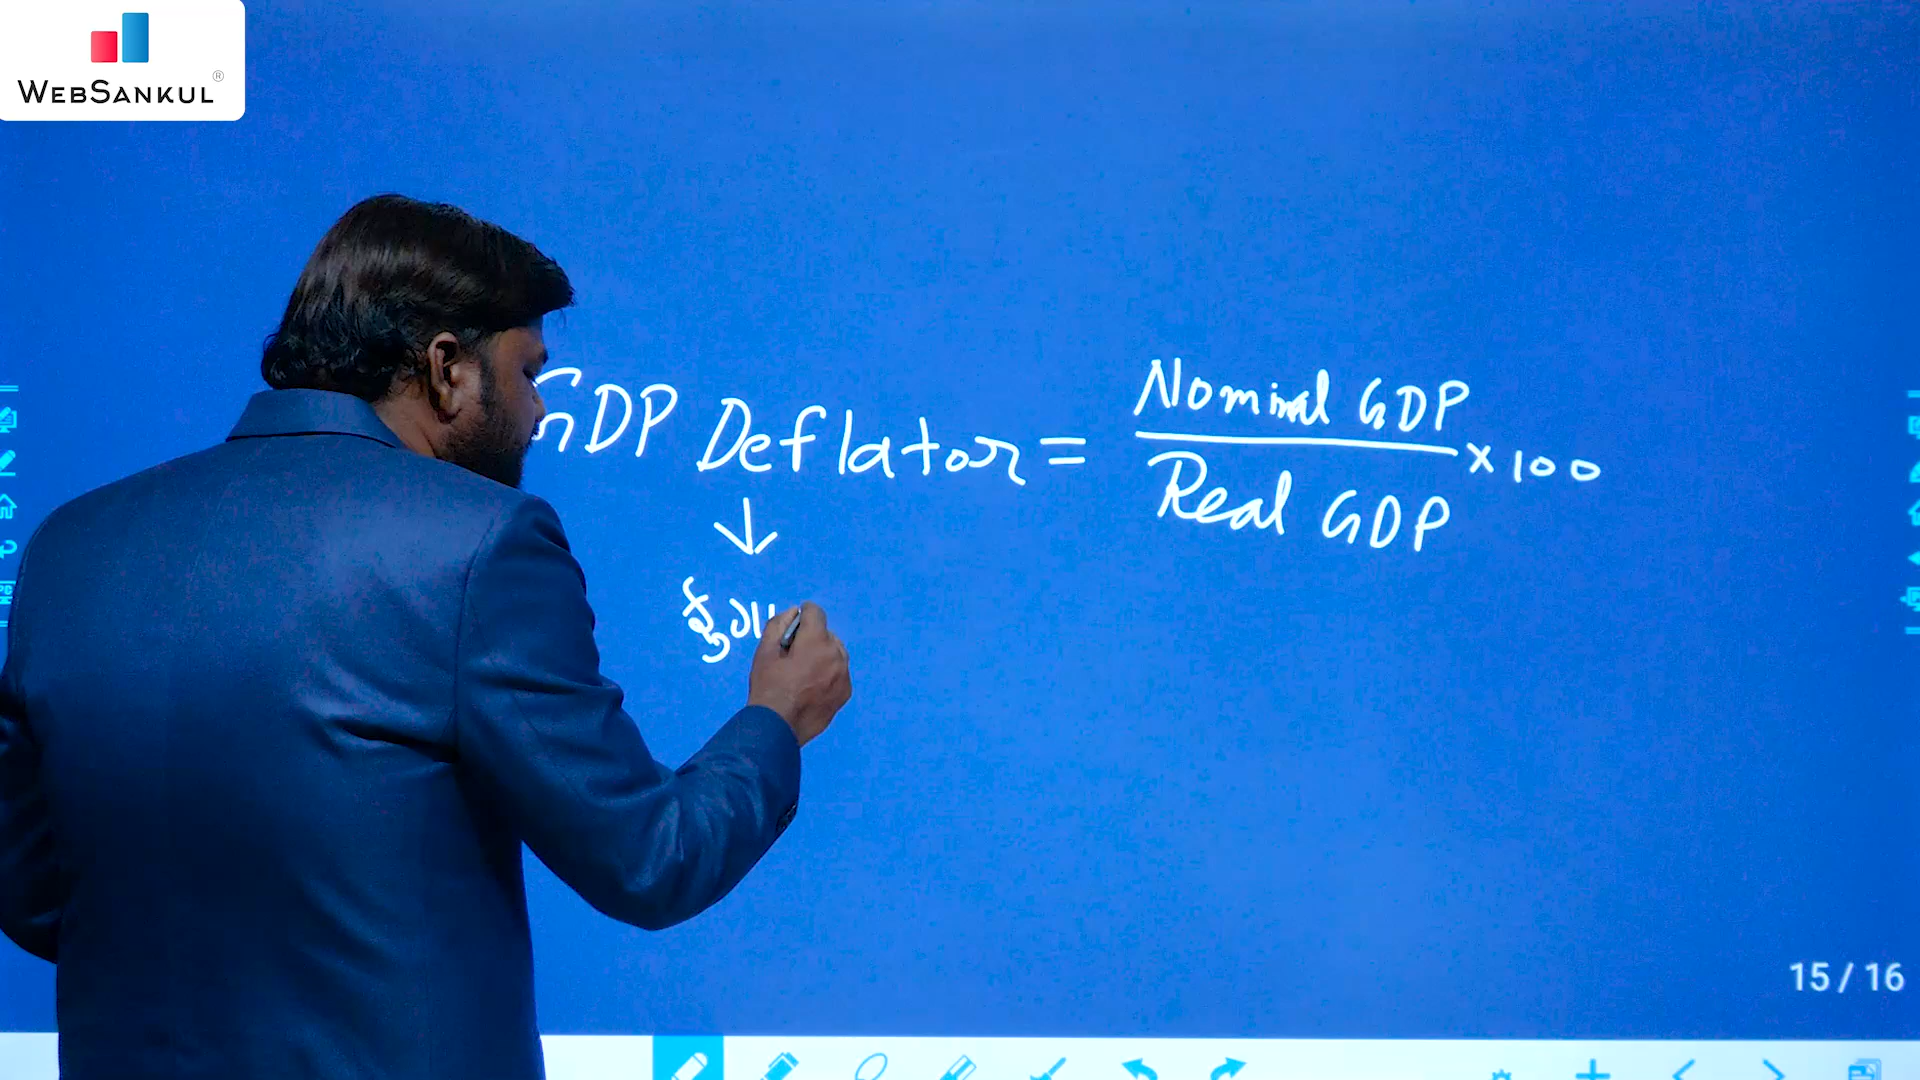 WEBSANKUL®
GDP Deflator = Nominal GDP / Real GDP × 100
↓
ફુગા
15 / 16